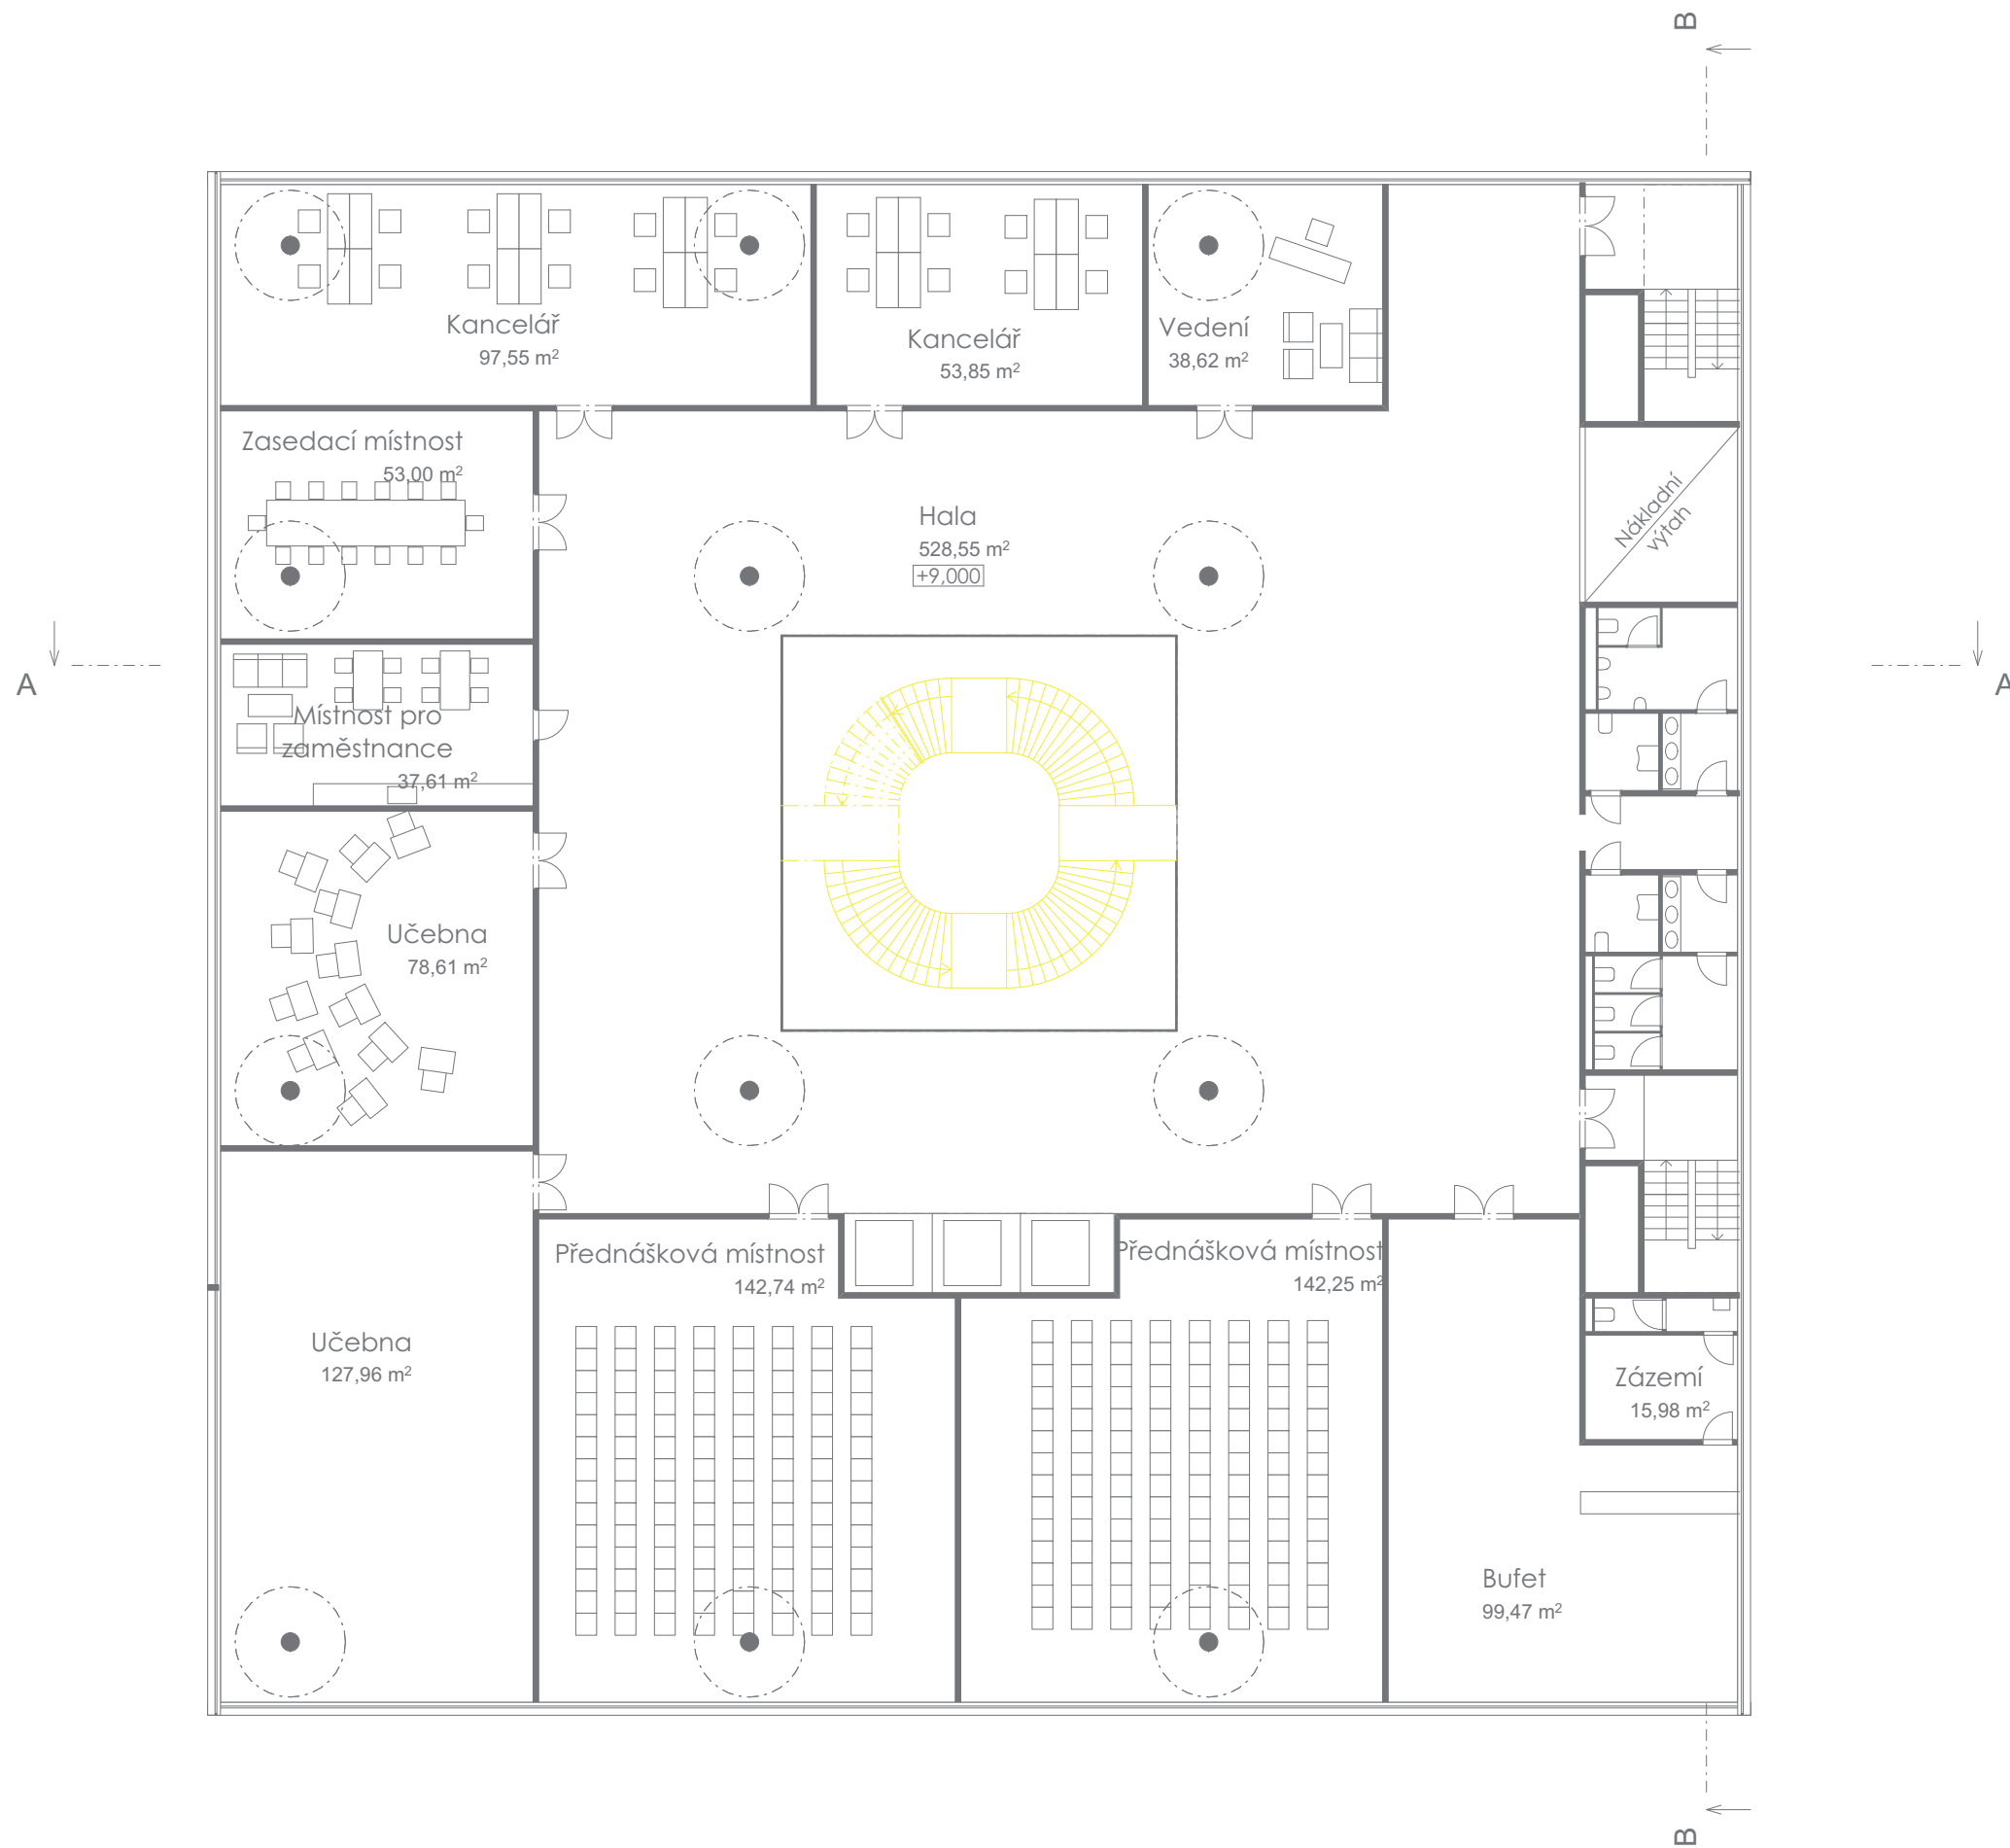 B
Kancelář
97,55 m²
Kancelář
53,85 m²
Vedení
38,62 m²
Zasedací místnost
53,00 m²
Nákladní
výtah
Hala
528,55 m²
+9,000
A
A
Místnost pro
zaměstnance
37,61 m²
Učebna
78,61 m²
Přednášková místnost
142,74 m²
Přednášková místnost
142,25 m²
Učebna
127,96 m²
Zázemí
15,98 m²
Bufet
99,47 m²
B